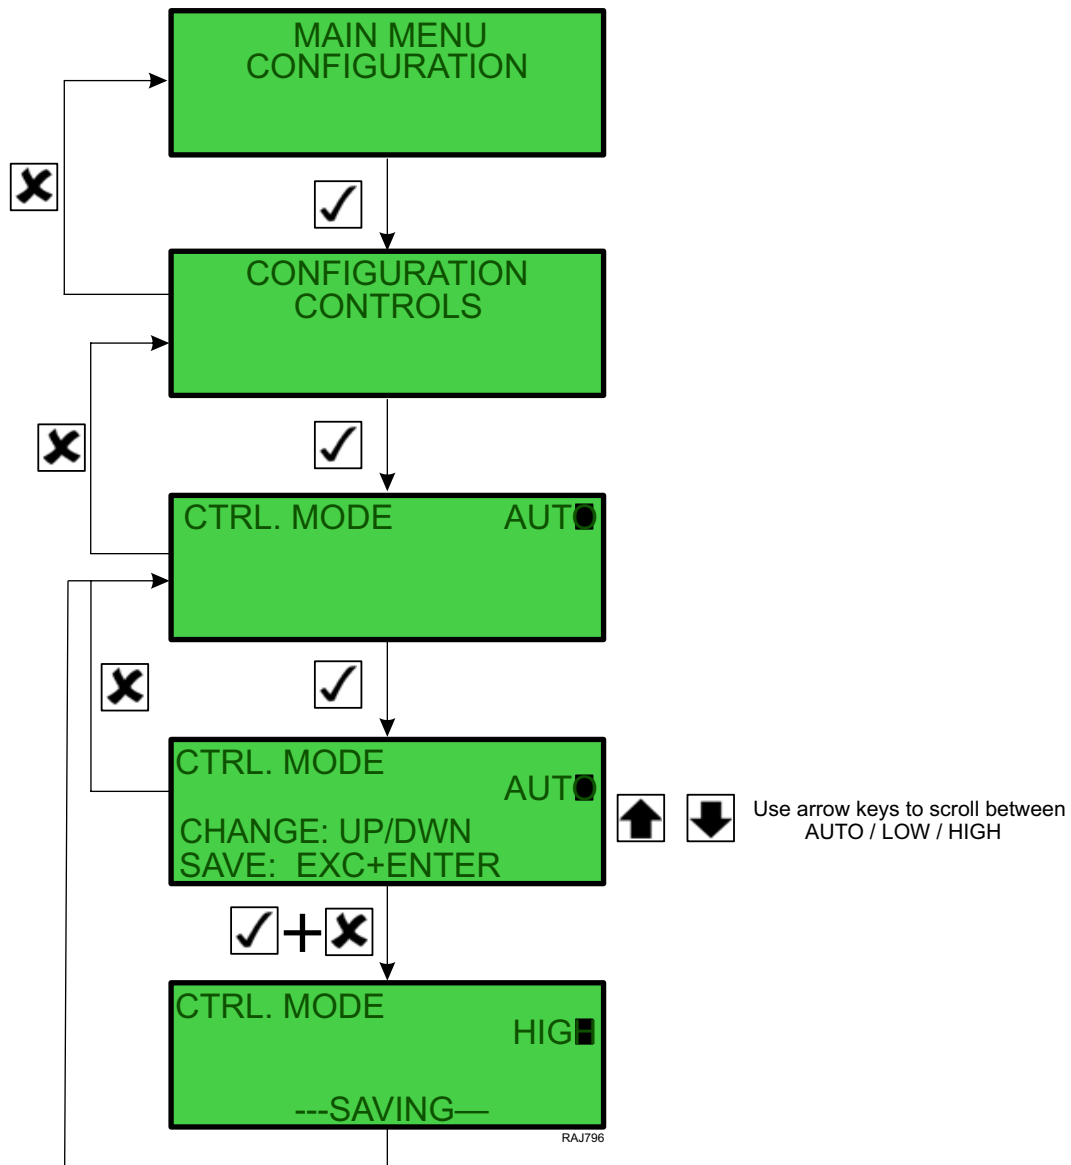 MAIN MENU
CONFIGURATION
CONFIGURATION
CONTROLS
CTRL. MODE AUTO
CTRL. MODE
AUTO
CHANGE: UP/DWN
SAVE: EXC+ENTER
Use arrow keys to scroll between
AUTO / LOW / HIGH
+
CTRL. MODE
HIGH
---SAVING—
RAJ796